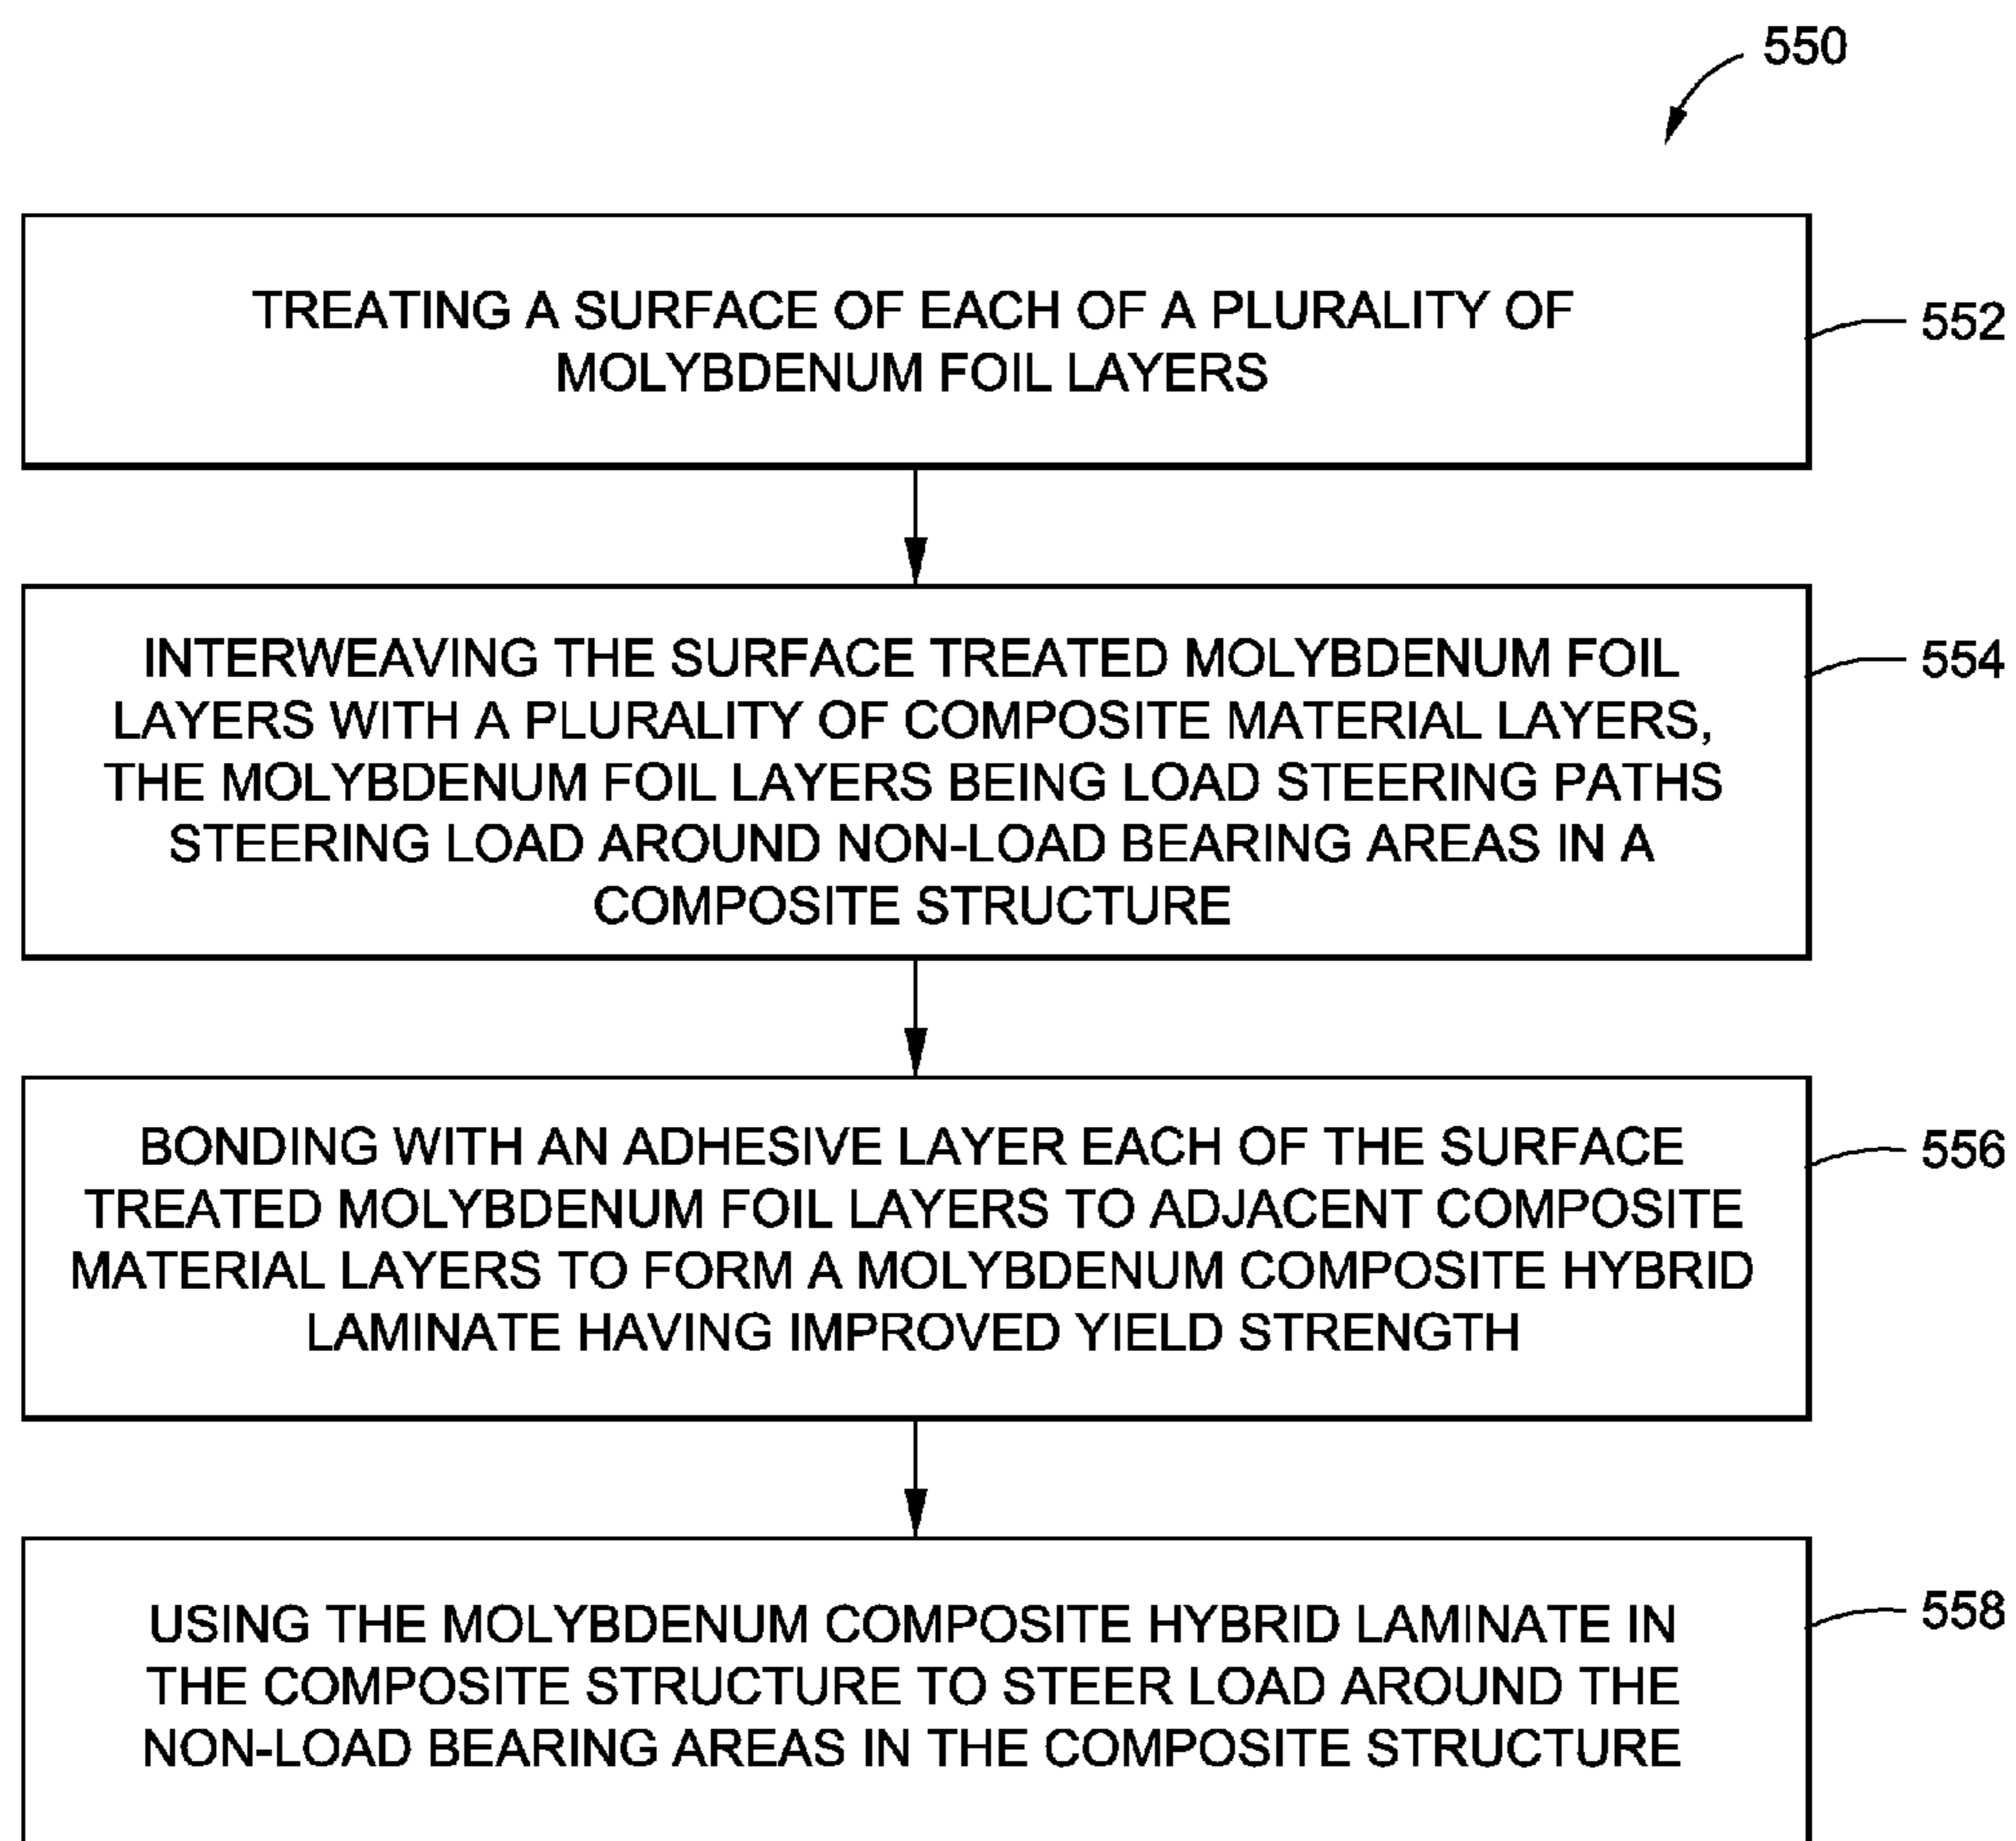 550
TREATING A SURFACE OF EACH OF A PLURALITY OF
MOLYBDENUM FOIL LAYERS
552
INTERWEAVING THE SURFACE TREATED MOLYBDENUM FOIL
LAYERS WITH A PLURALITY OF COMPOSITE MATERIAL LAYERS,
THE MOLYBDENUM FOIL LAYERS BEING LOAD STEERING PATHS
STEERING LOAD AROUND NON-LOAD BEARING AREAS IN A
COMPOSITE STRUCTURE
554
BONDING WITH AN ADHESIVE LAYER EACH OF THE SURFACE
TREATED MOLYBDENUM FOIL LAYERS TO ADJACENT COMPOSITE
MATERIAL LAYERS TO FORM A MOLYBDENUM COMPOSITE HYBRID
LAMINATE HAVING IMPROVED YIELD STRENGTH
556
USING THE MOLYBDENUM COMPOSITE HYBRID LAMINATE IN
THE COMPOSITE STRUCTURE TO STEER LOAD AROUND THE
NON-LOAD BEARING AREAS IN THE COMPOSITE STRUCTURE
558